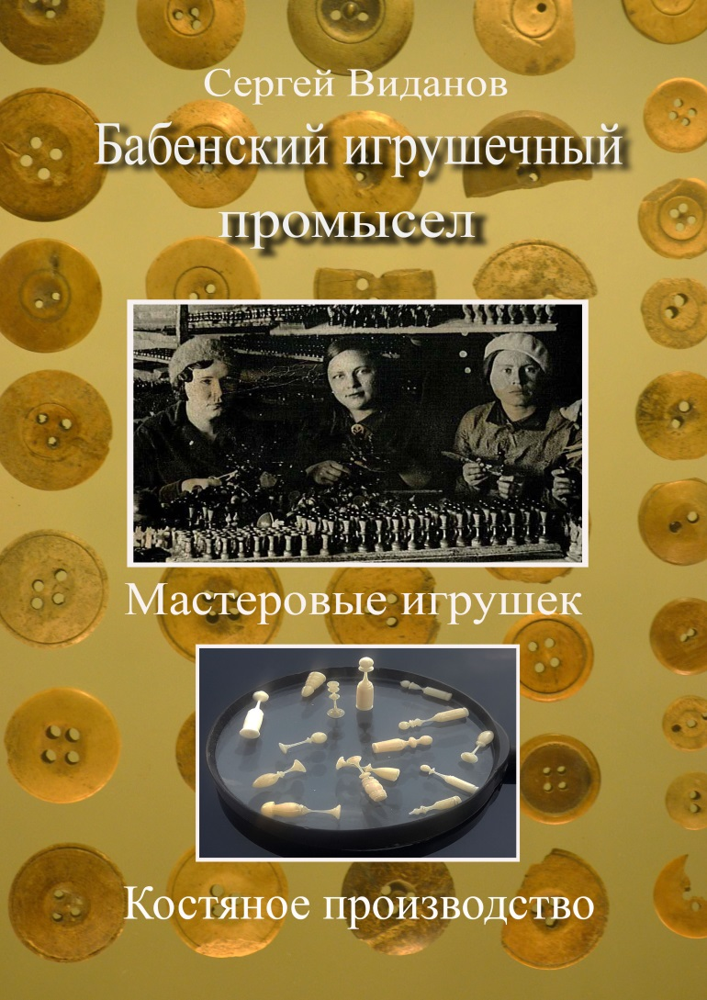 Сергей Виданов
Бабенский игрушечный
промысел
Мастеровые игрушек
Костяное производство